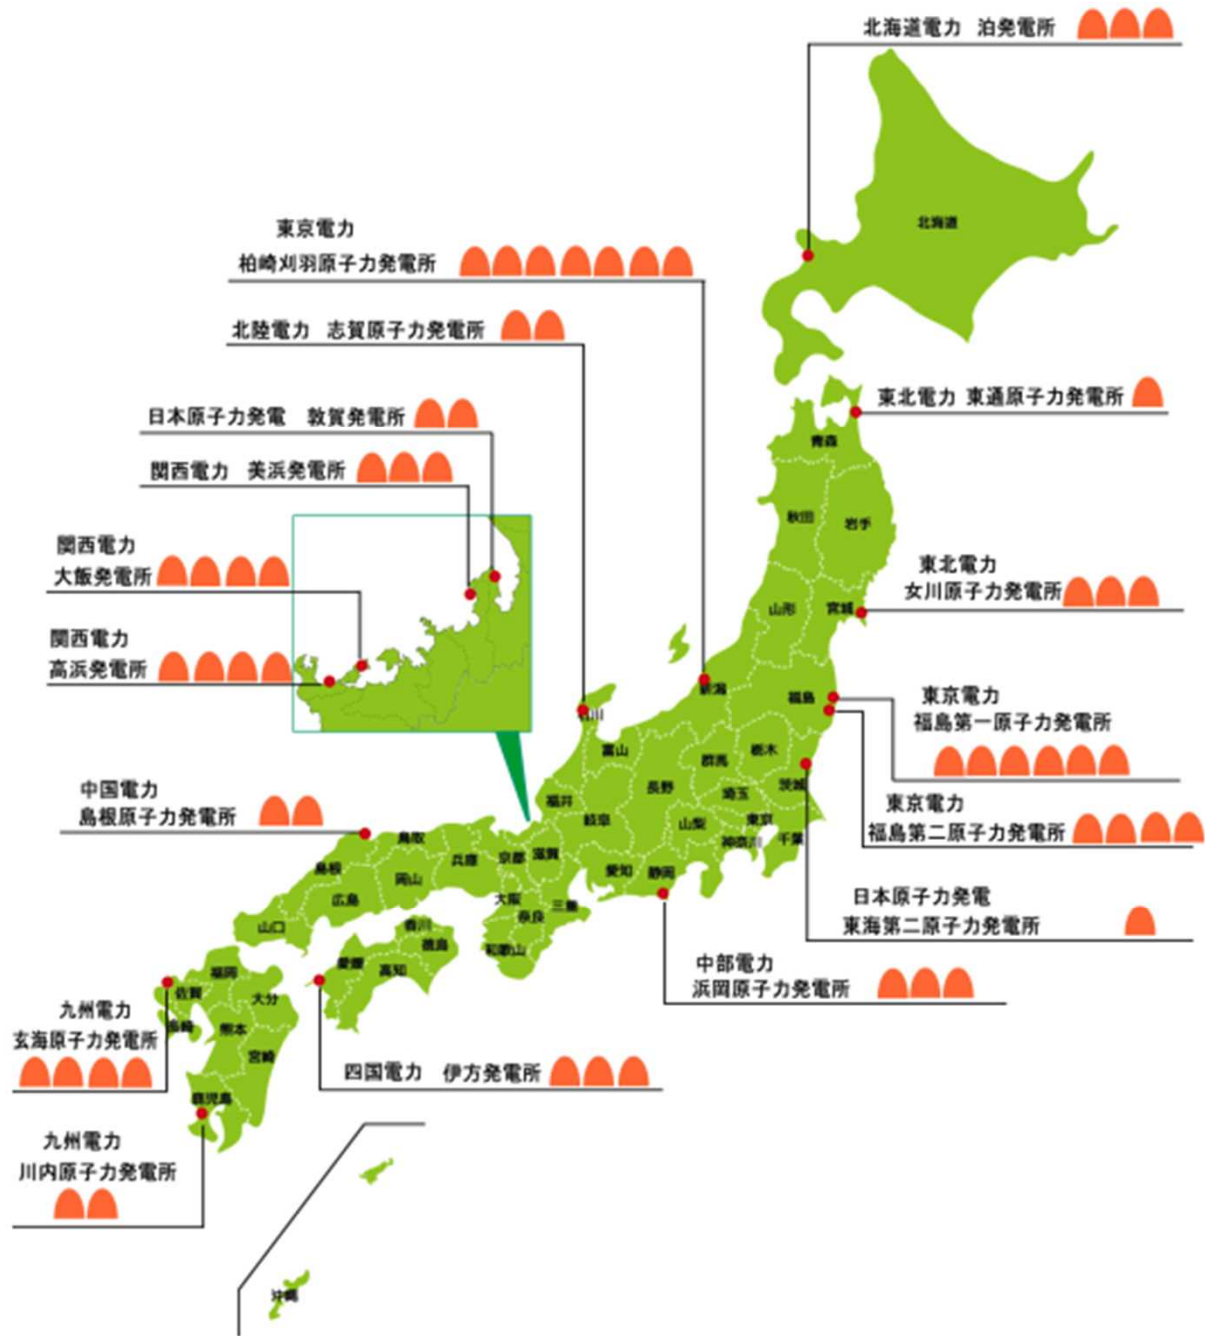 北海道電力 泊発電所
北海道
東京電力
柏崎刈羽原子力発電所
北陸電力 志賀原子力発電所
日本原子力発電 敦賀発電所
関西電力 美浜発電所
関西電力
大飯発電所
関西電力
高浜発電所
東北電力 東通原子力発電所
青森
秋田
岩手
東北電力
女川原子力発電所
山形
宮城
新潟
福島
東京電力
福島第一原子力発電所
東京電力
福島第二原子力発電所
石川
富山
群馬
栃木
長野
埼玉
茨城
福井
岐阜
山梨
東京
神奈川
千葉
中国電力
島根原子力発電所
鳥取
兵庫
京都
滋賀
愛知
静岡
島根
岡山
広島
大阪
奈良
三重
日本原子力発電
東海第二原子力発電所
山口
香川
徳島
和歌山
愛媛
高知
中部電力
浜岡原子力発電所
福岡
佐賀
大分
長崎
熊本
宮崎
九州電力
玄海原子力発電所
四国電力 伊方発電所
鹿児島
九州電力
川内原子力発電所
沖縄